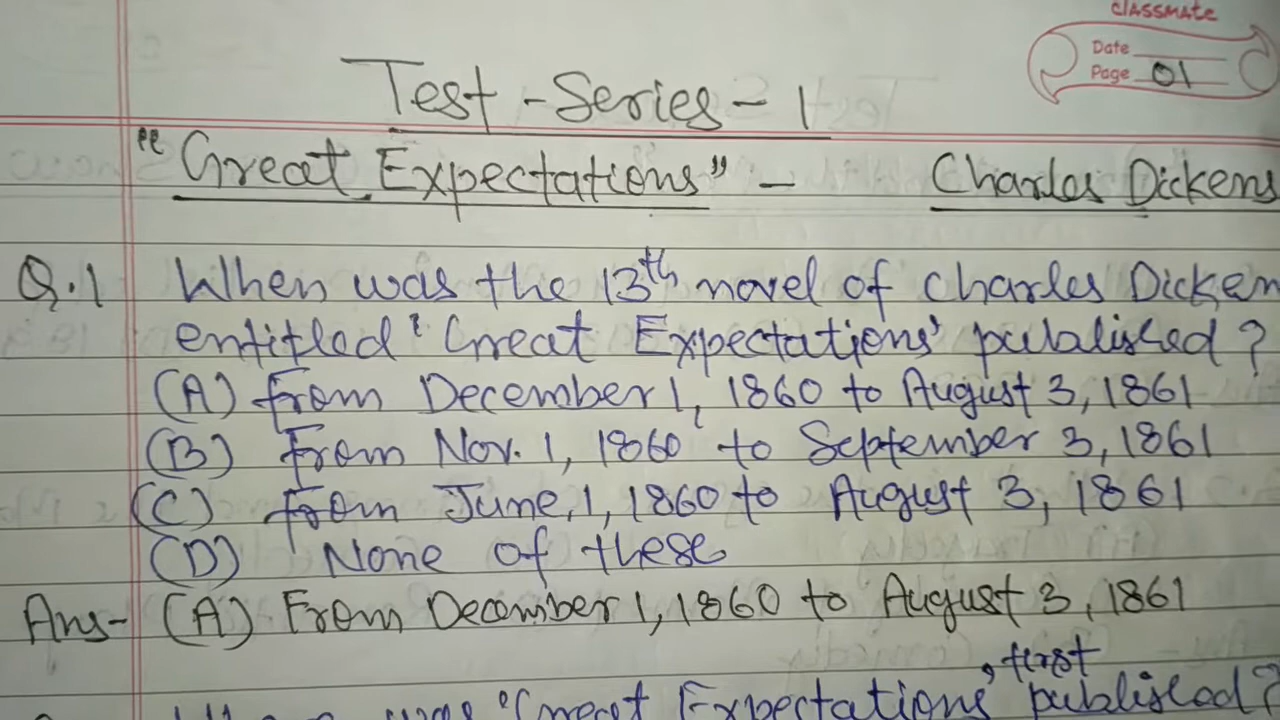 classmate
Date
Page 01
Test-Series-1
"Great Expectations" - Charles Dickens
Q.1 When was the 13th novel of Charles Dicken
entitled 'Great Expectations' published?
(A) from December 1, 1860 to August 3, 1861
(B) from Nov. 1, 1860 to September 3, 1861
(C) from June, 1, 1860 to August 3, 1861
(D) None of these
Ans- (A) From December 1, 1860 to August 3, 1861
first
was "Great Expectations, published?